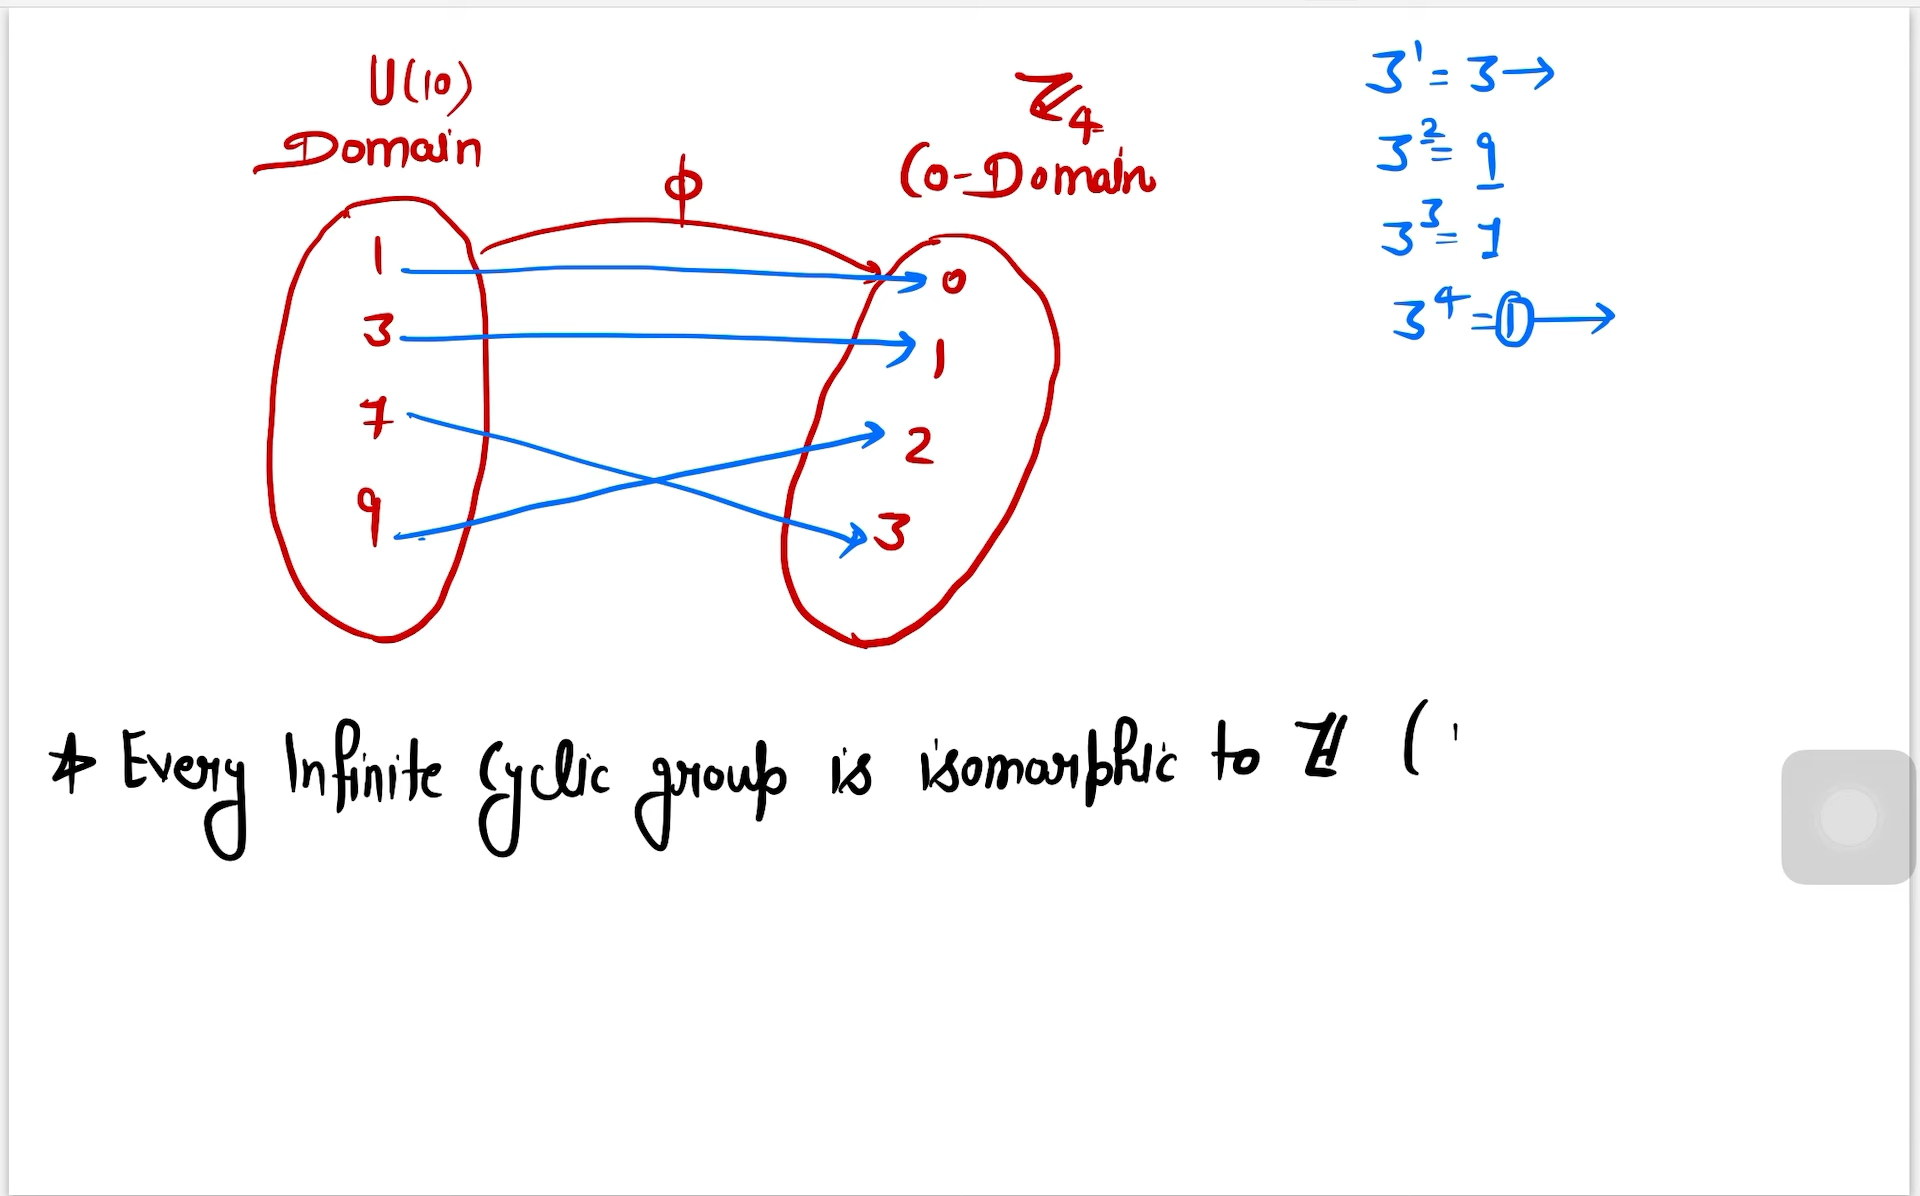 U(10)
Domain
ϕ
ℤ₄
Co-Domain
1
3
7
9
0
1
2
3
3¹ = 3 →
3² = 9
3³ = 7
3⁴ = 1 →
* Every Infinite Cyclic group is isomorphic to ℤ (